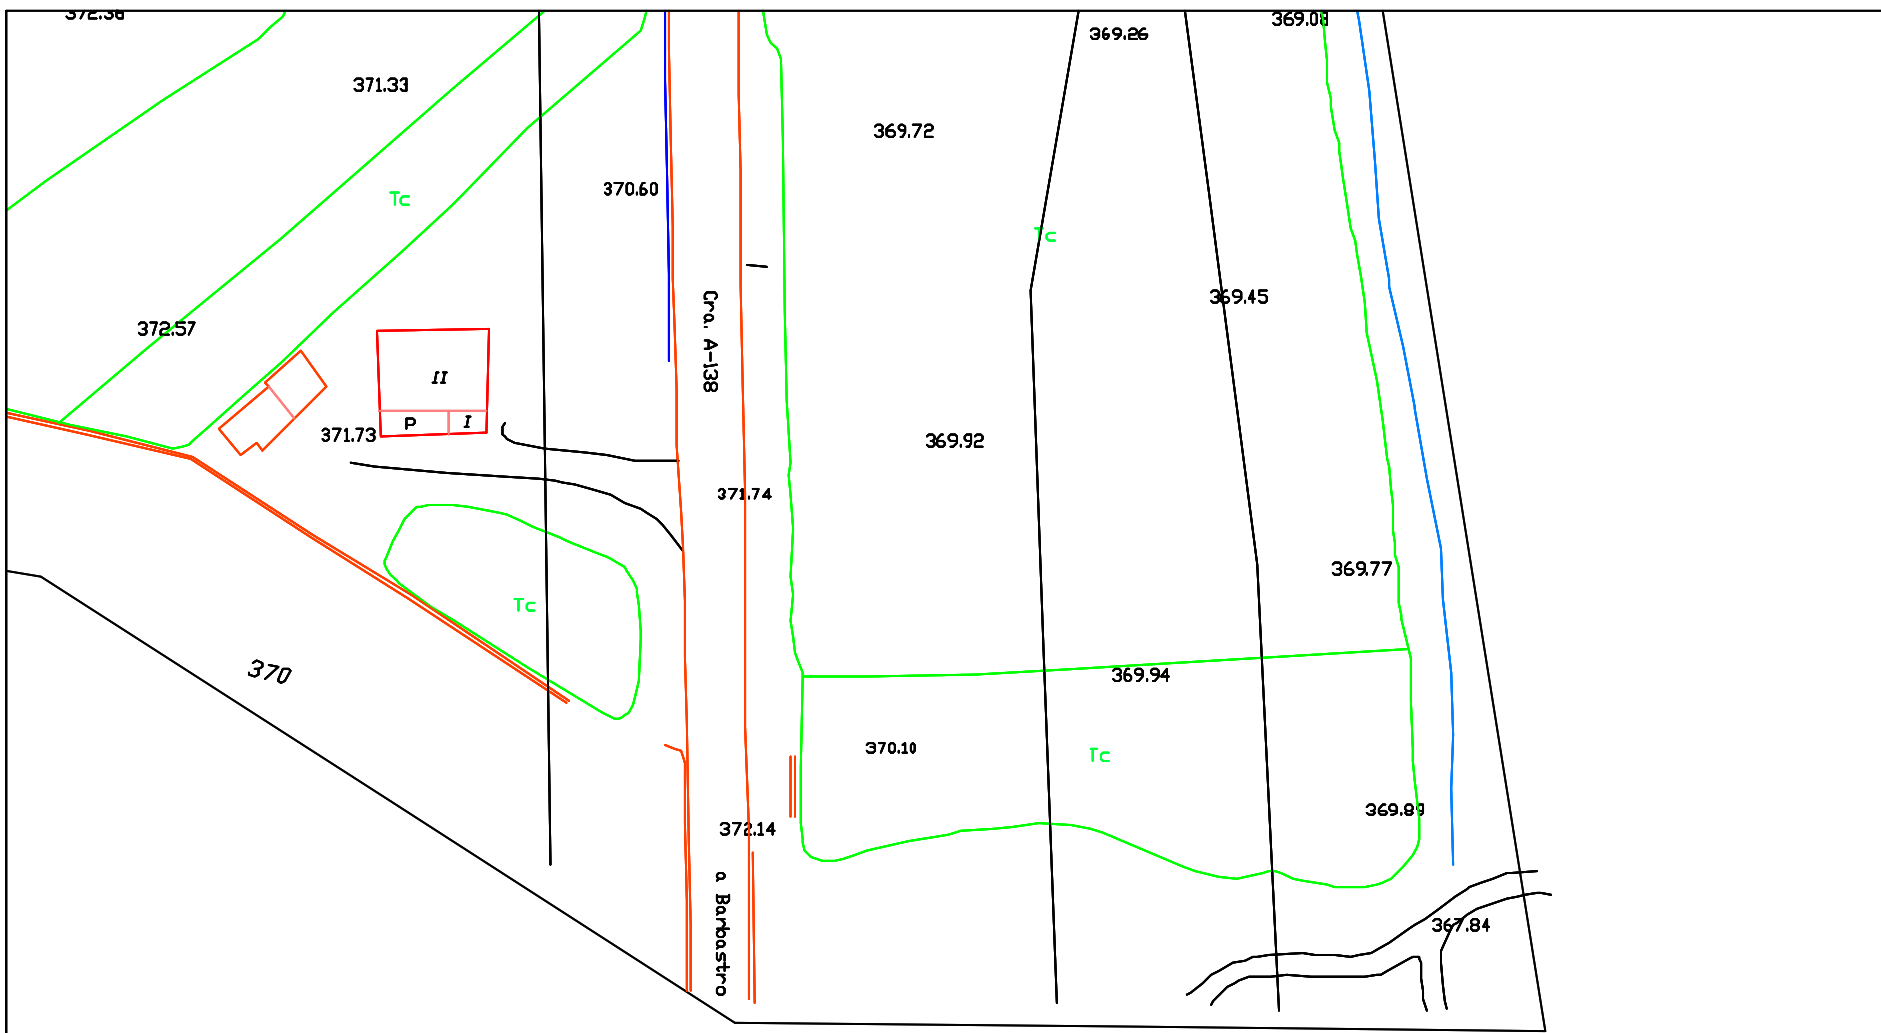 372.36
369.08
369.26
371.33
369.72
370.60
Tc
Tc
369.45
372.57
Cra. A-138
II
P
I
371.73
369.92
371.74
369.77
Tc
370
369.94
370.10
Tc
369.89
372.14
a Barbastro
367.84